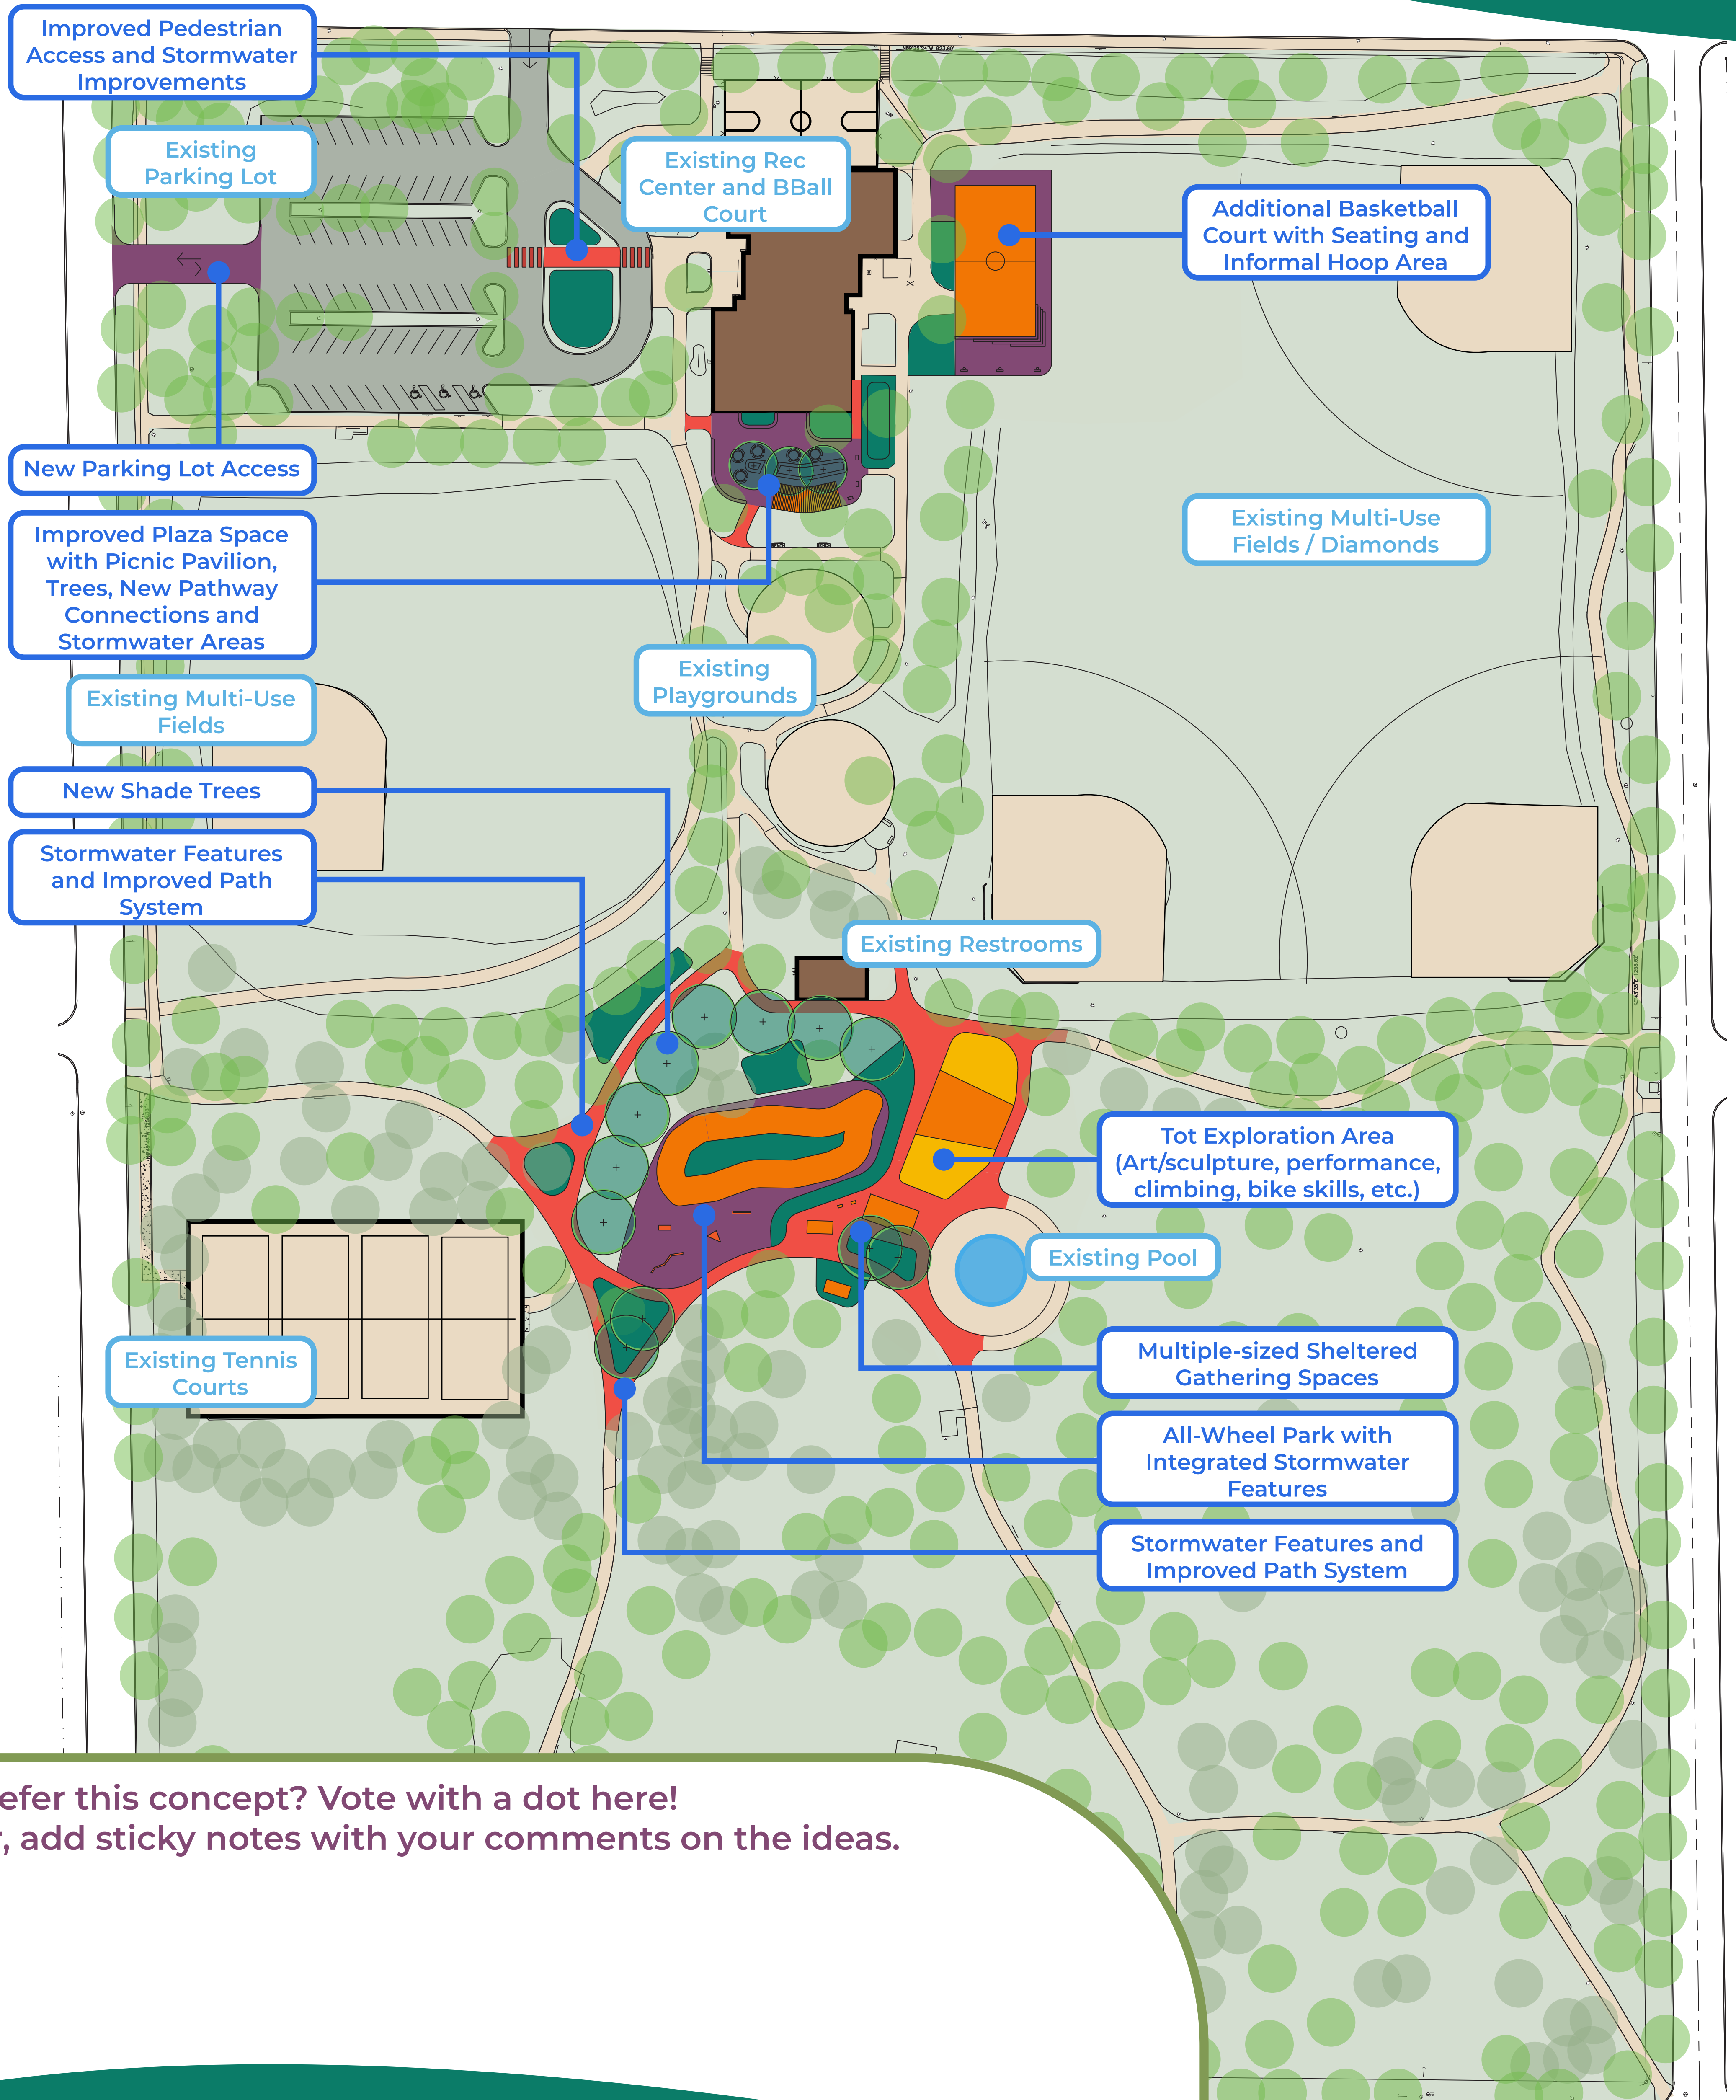 Improved Pedestrian
Access and Stormwater
Improvements
Existing
Parking Lot
Existing Rec
Center and BBall
Court
Additional Basketball
Court with Seating and
Informal Hoop Area
New Parking Lot Access
Improved Plaza Space
with Picnic Pavilion,
Trees, New Pathway
Connections and
Stormwater Areas
Existing Multi-Use
Fields / Diamonds
Existing Multi-Use
Fields
Existing
Playgrounds
New Shade Trees
Stormwater Features
and Improved Path
System
Existing Restrooms
Tot Exploration Area
(Art/sculpture, performance,
climbing, bike skills, etc.)
Existing Pool
Existing Tennis
Courts
Multiple-sized Sheltered
Gathering Spaces
All-Wheel Park with
Integrated Stormwater
Features
Stormwater Features and
Improved Path System
efer this concept? Vote with a dot here!
, add sticky notes with your comments on the ideas.